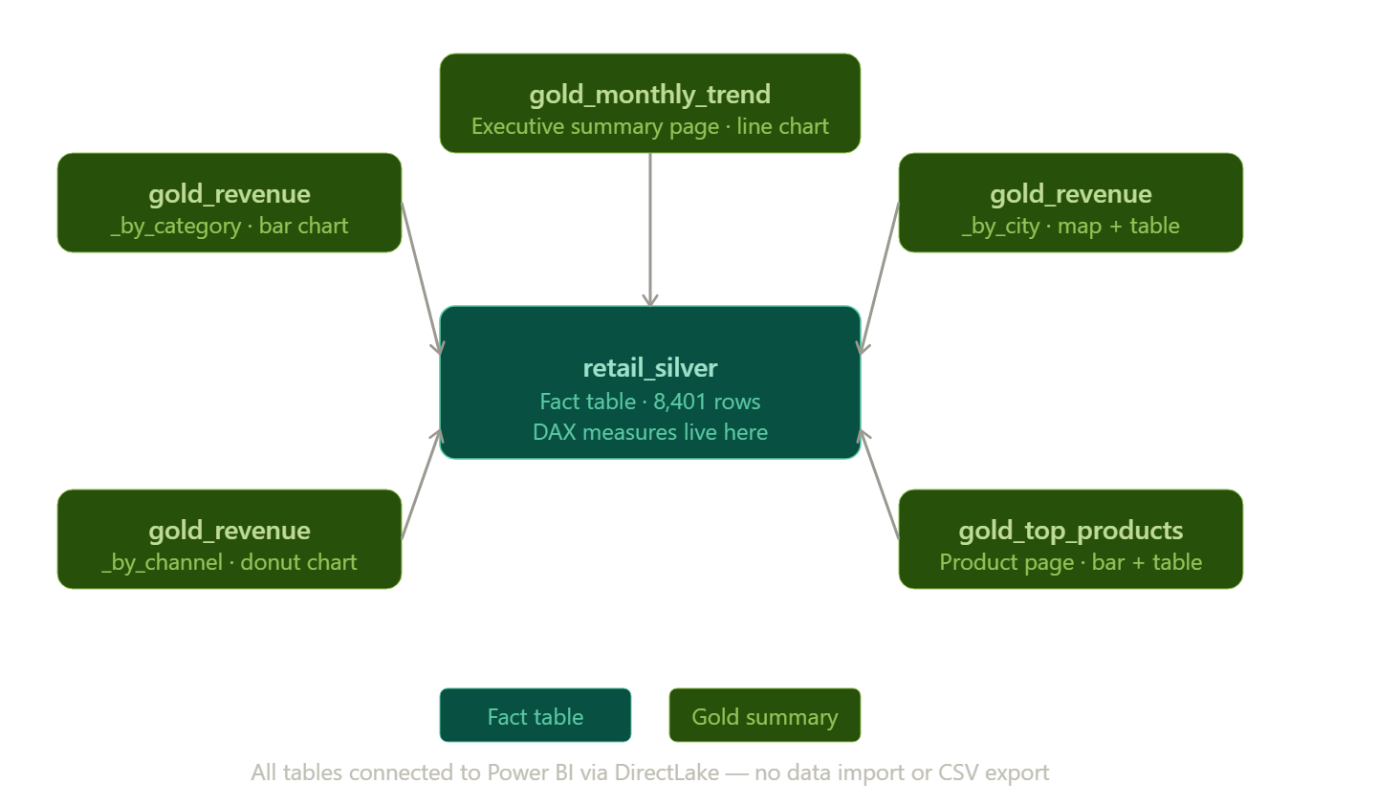 gold_monthly_trend
Executive summary page · line chart
gold_revenue
_by_category · bar chart
gold_revenue
_by_city · map + table
retail_silver
Fact table · 8,401 rows
DAX measures live here
gold_revenue
_by_channel · donut chart
gold_top_products
Product page · bar + table
Fact table
Gold summary
All tables connected to Power BI via DirectLake — no data import or CSV export